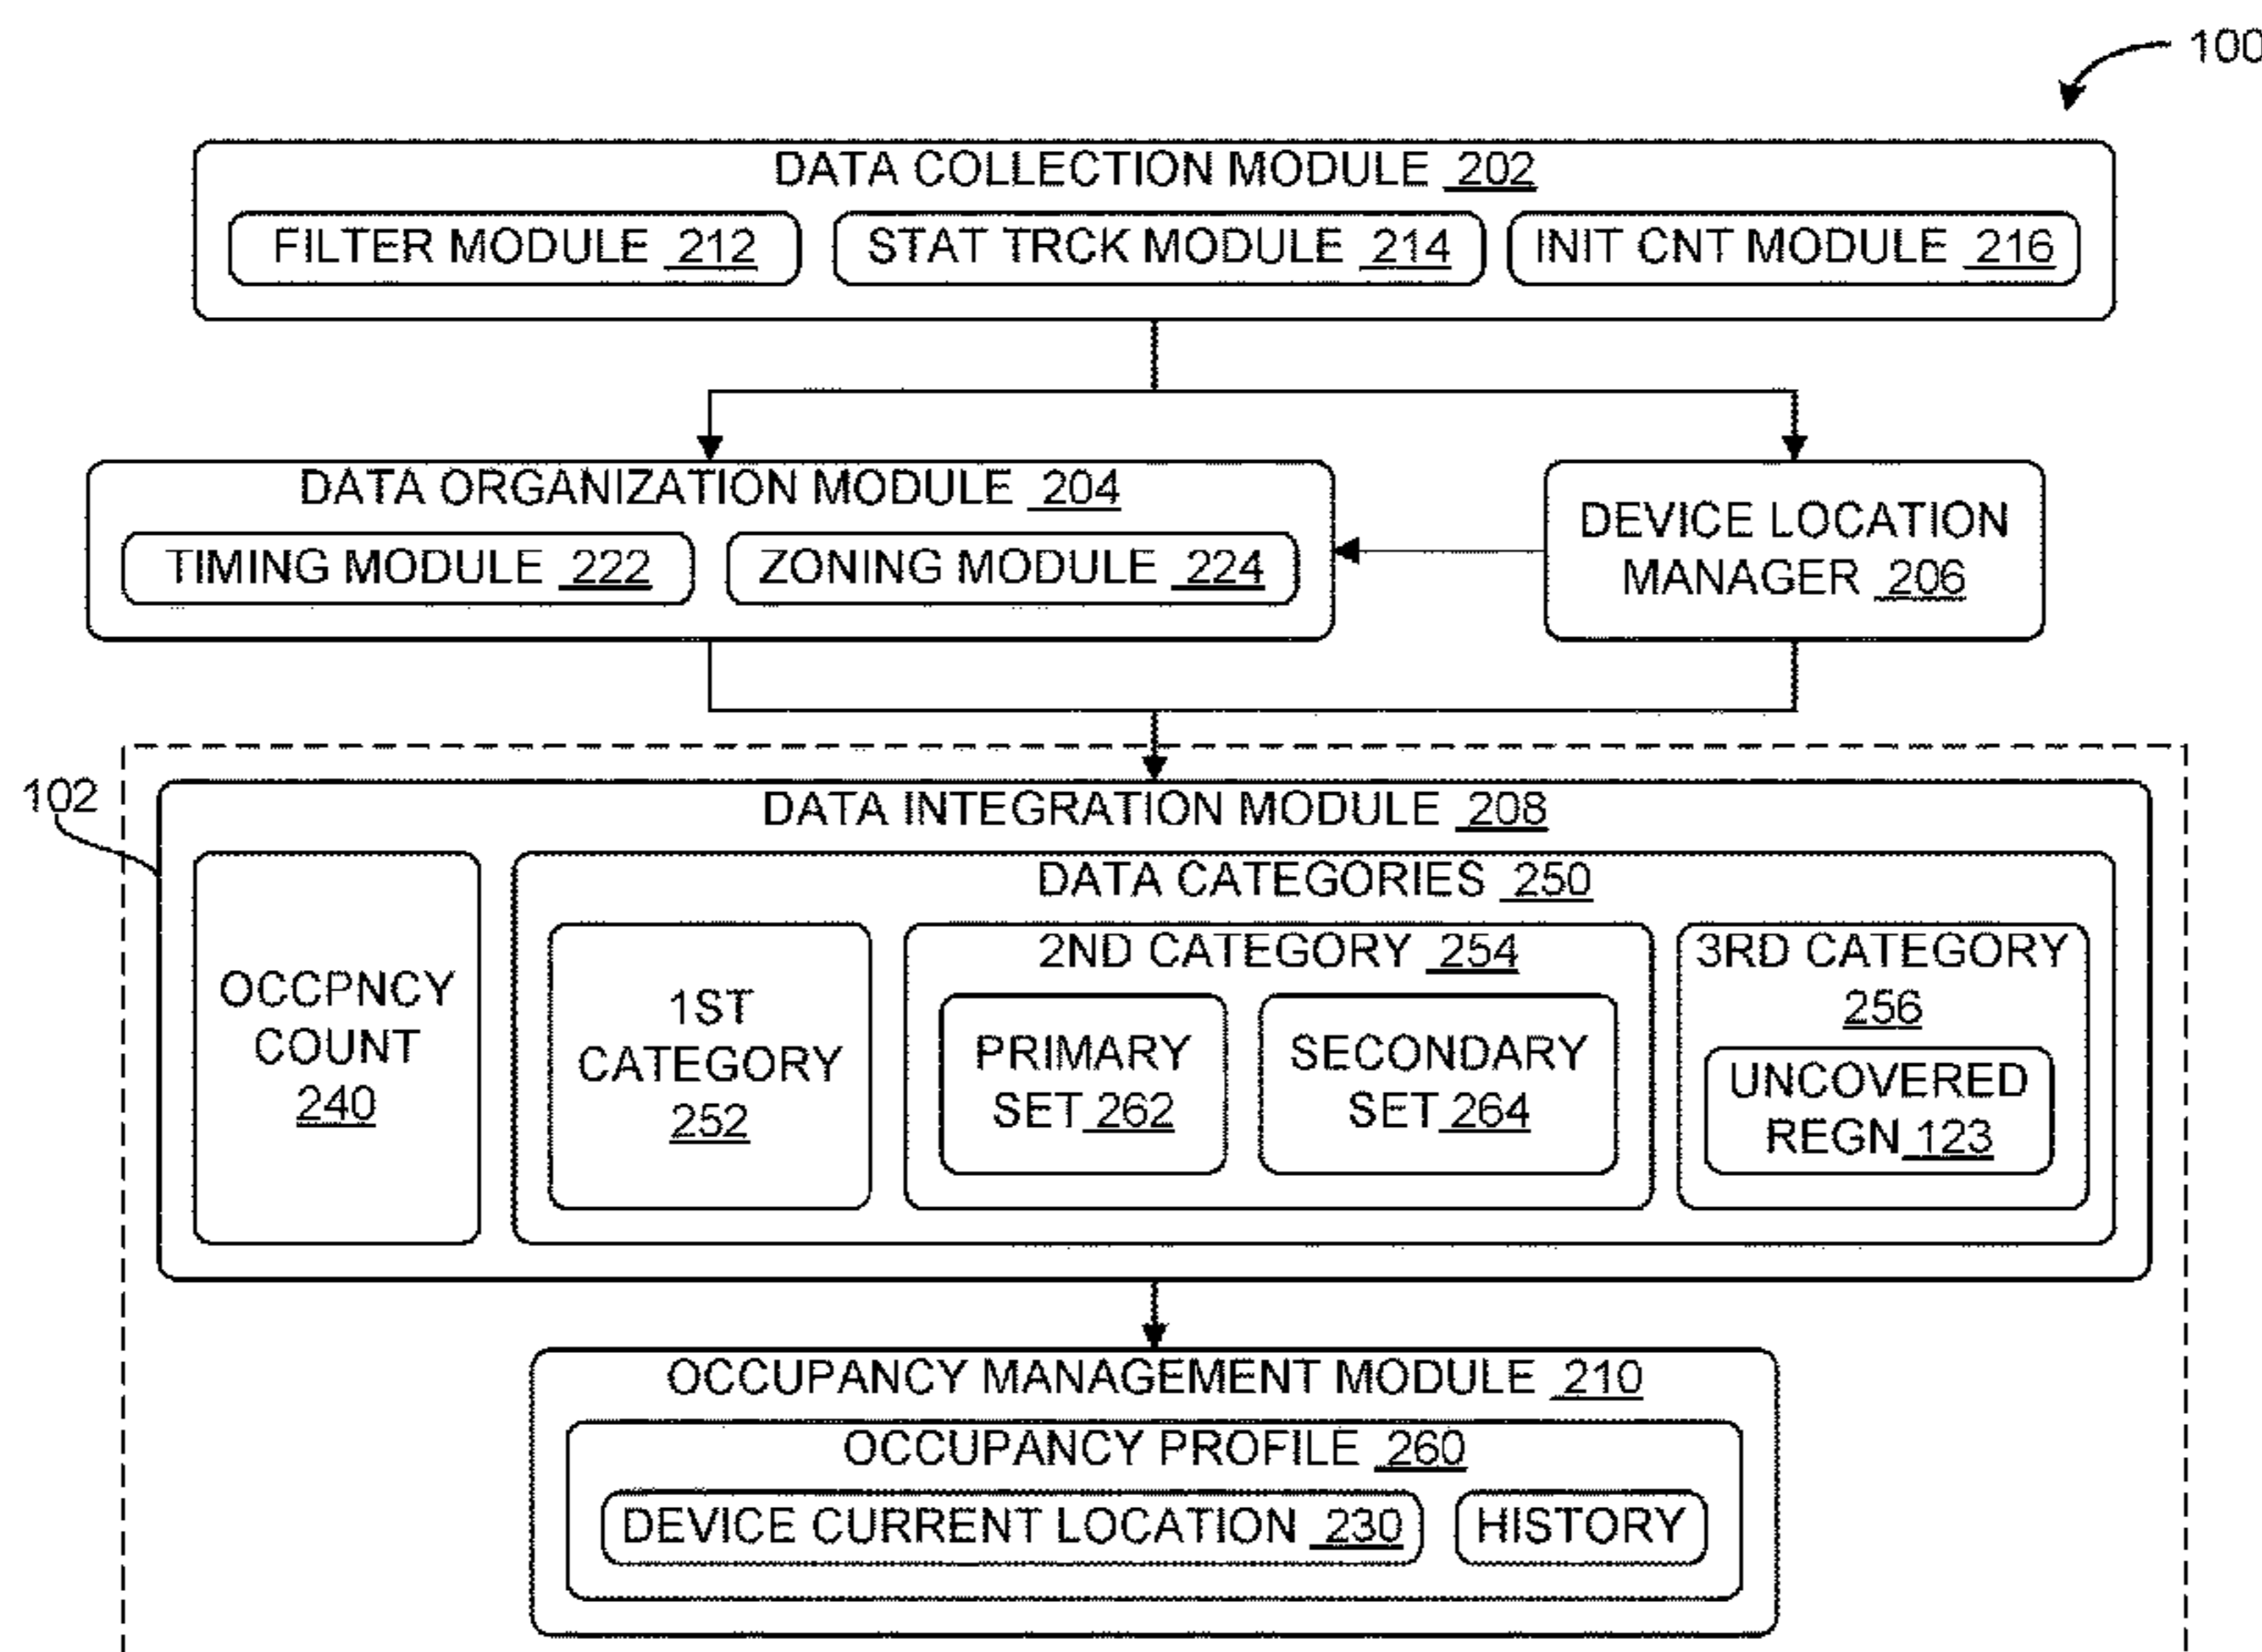 100
DATA COLLECTION MODULE 202
FILTER MODULE 212
STAT TRCK MODULE 214
INIT CNT MODULE 216
DATA ORGANIZATION MODULE 204
TIMING MODULE 222
ZONING MODULE 224
DEVICE LOCATION
MANAGER 206
102
DATA INTEGRATION MODULE 208
OCCPNCY
COUNT
240
DATA CATEGORIES 250
1ST
CATEGORY
252
2ND CATEGORY 254
PRIMARY
SET 262
SECONDARY
SET 264
3RD CATEGORY
256
UNCOVERED
REGN 123
OCCUPANCY MANAGEMENT MODULE 210
OCCUPANCY PROFILE 260
DEVICE CURRENT LOCATION 230
HISTORY